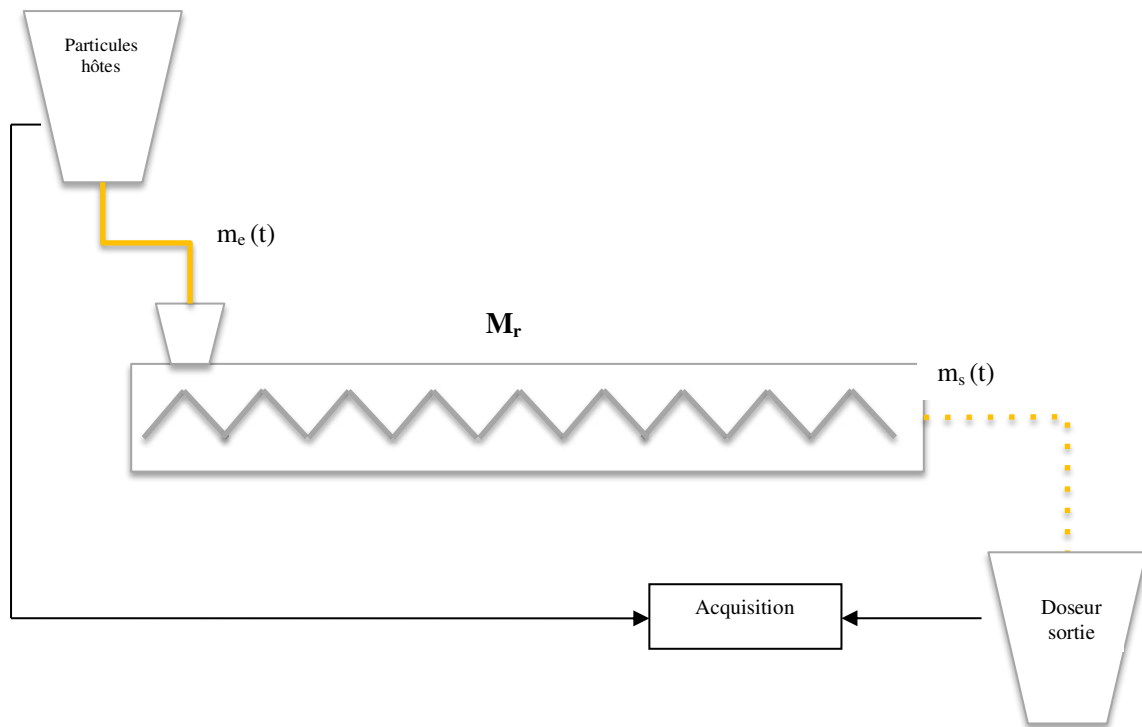 Particules
hôtes
mₑ (t)
Mᵣ
mₛ (t)
Acquisition
Doseur
sortie